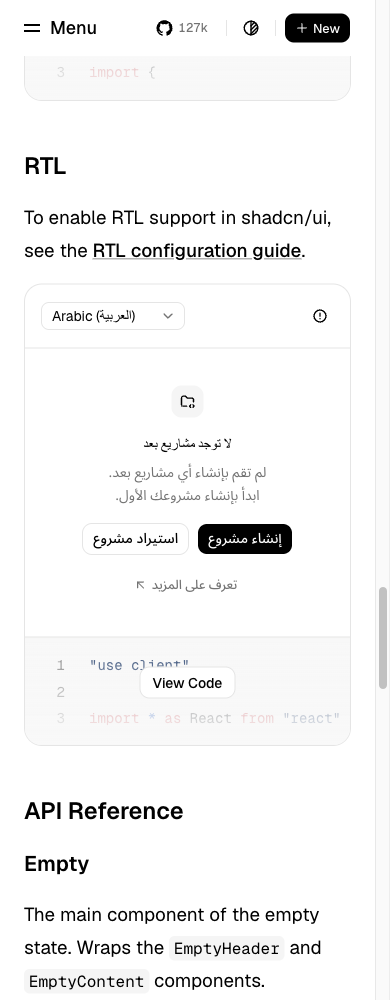 Menu
127k
New
3 import {
RTL
To enable RTL support in shadcn/ui,
see the RTL configuration guide.
Arabic (العربية)
لا توجد مشاريع بعد
لم تقم بإنشاء أي مشاريع بعد.
ابدأ بإنشاء مشروعك الأول.
إنشاء مشروع
استيراد مشروع
تعرف على المزيد
1 "use client"
2
View Code
3 import * as React from "react"
API Reference
Empty
The main component of the empty
state. Wraps the EmptyHeader and
EmptyContent components.